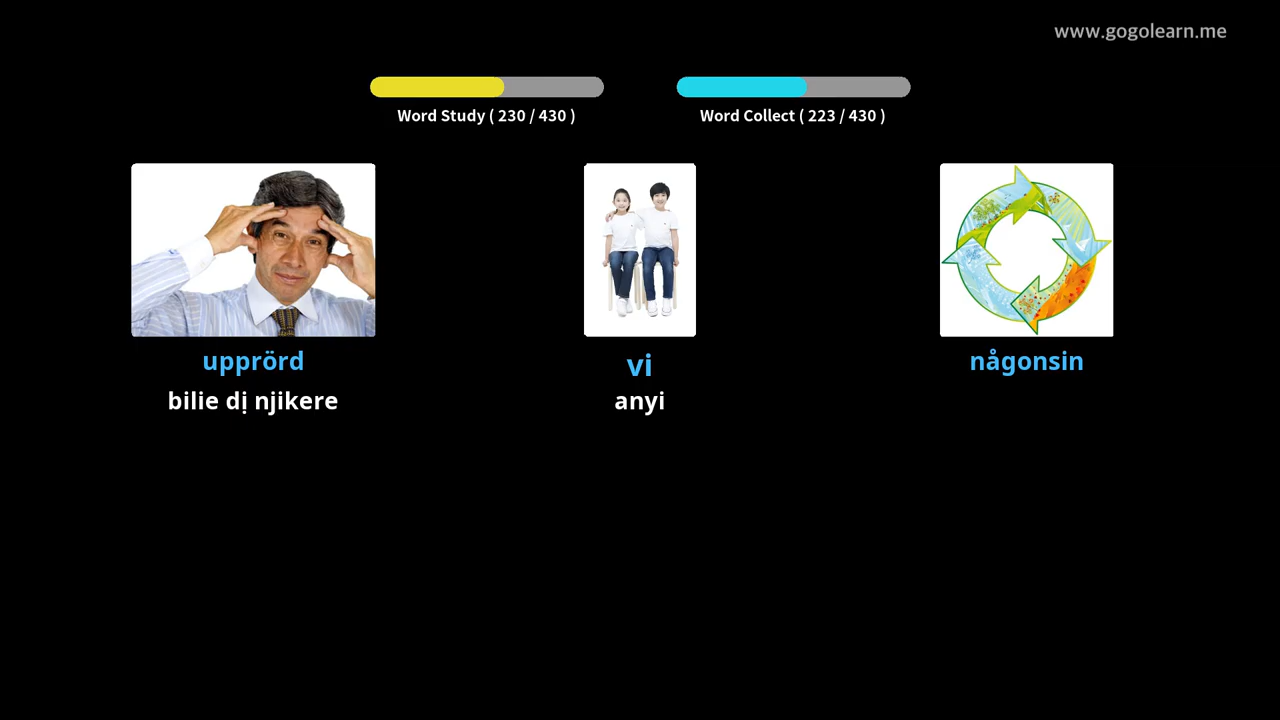 www.gogolearn.me
Word Study ( 230 / 430 )
Word Collect ( 223 / 430 )
upprörd
vi
någonsin
bilie dị njikere
anyi